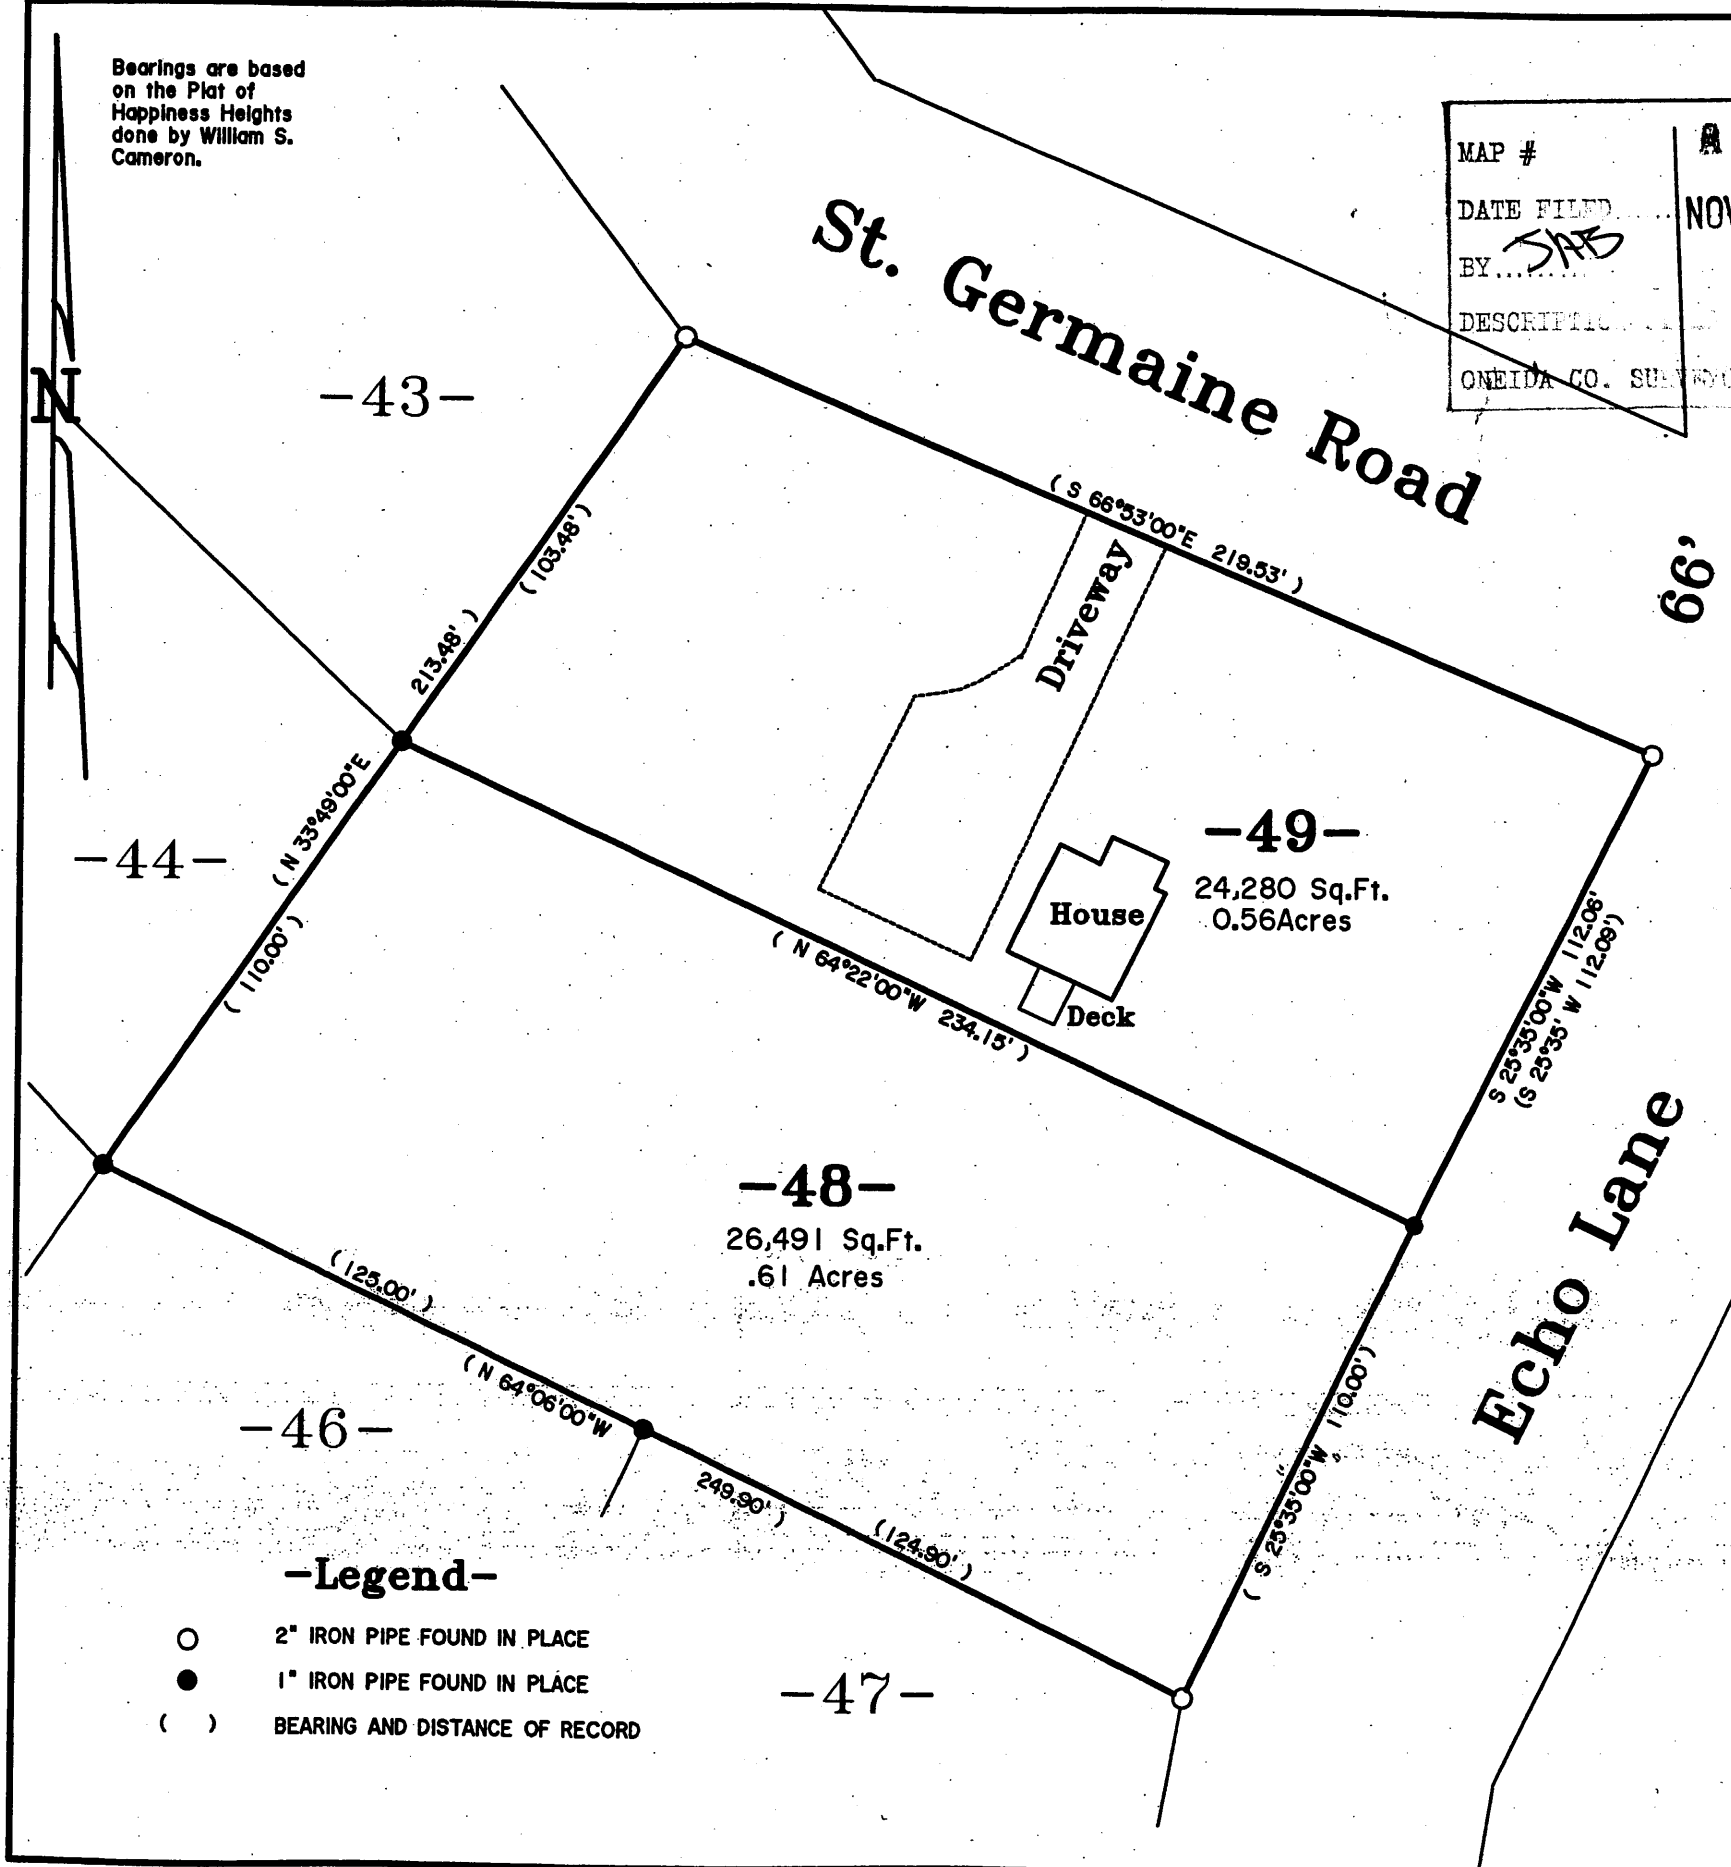 Bearings are based
on the Plat of
Happiness Heights
done by William S.
Cameron.
N
MAP #
DATE FILED
BY
DESCRIPTIO
ONEIDA CO.
St. Germaine Road
66'
-43-
( S 66°53'00"E 219.53' )
( 103.48' )
213.48' )
( N 33°49'00"E
( 110.00' )
Driveway
-44-
-49-
24,280 Sq.Ft.
0.56Acres
House
Deck
( N 64°22'00"W 234.15' )
S 25°35'00"W 112.06'
(S 25°35' W 112.09')
Echo Lane
-48-
26,491 Sq.Ft.
.61 Acres
( 125.00' )
( N 64°06'00"W
249.90' )
( 124.90' )
( S 25°35'00"W 110.00')
-46-
-47-
-Legend-
2" IRON PIPE FOUND IN PLACE
1" IRON PIPE FOUND IN PLACE
( ) BEARING AND DISTANCE OF RECORD